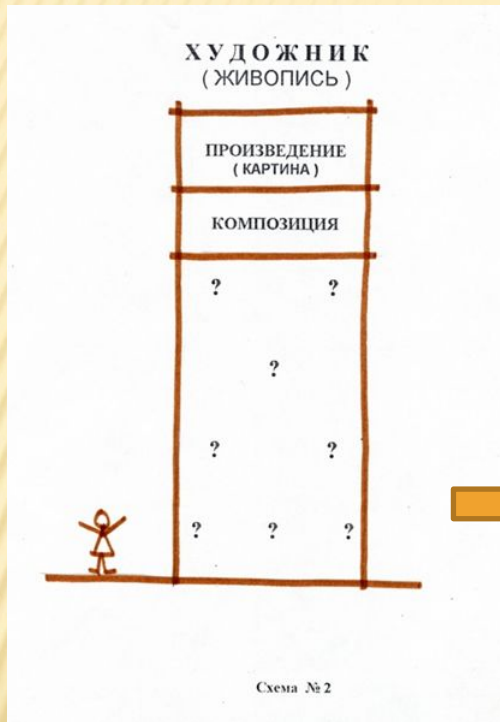 ХУДОЖНИК
( ЖИВОПИСЬ )
ПРОИЗВЕДЕНИЕ
( КАРТИНА )
КОМПОЗИЦИЯ
? ?
?
? ?
? ? ?
Схема № 2